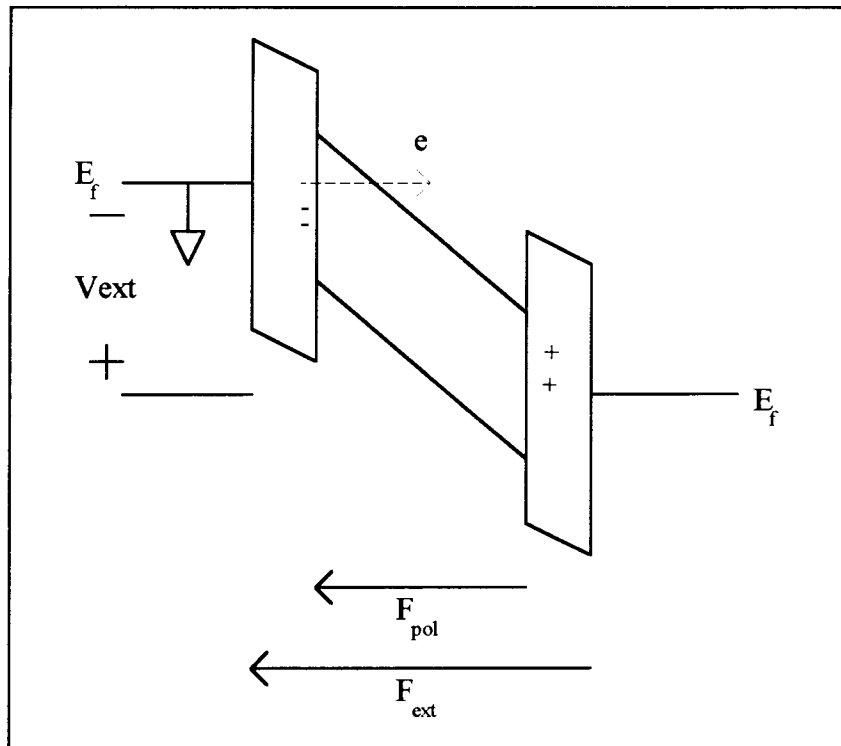 e
E_f
−
- -
Vext
+ +
+
E_f
F_pol
F_ext